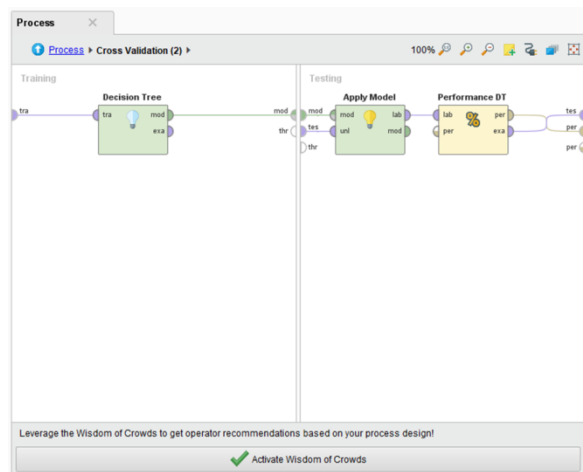 Process
Process ▸ Cross Validation (2) ▸
100%
Training
Testing
Decision Tree
Apply Model
Performance DT
tra
tra
mod
exa
mod
thr
mod
tes
thr
mod
unl
lab
mod
lab
per
per
exa
tes
per
per
Leverage the Wisdom of Crowds to get operator recommendations based on your process design!
Activate Wisdom of Crowds